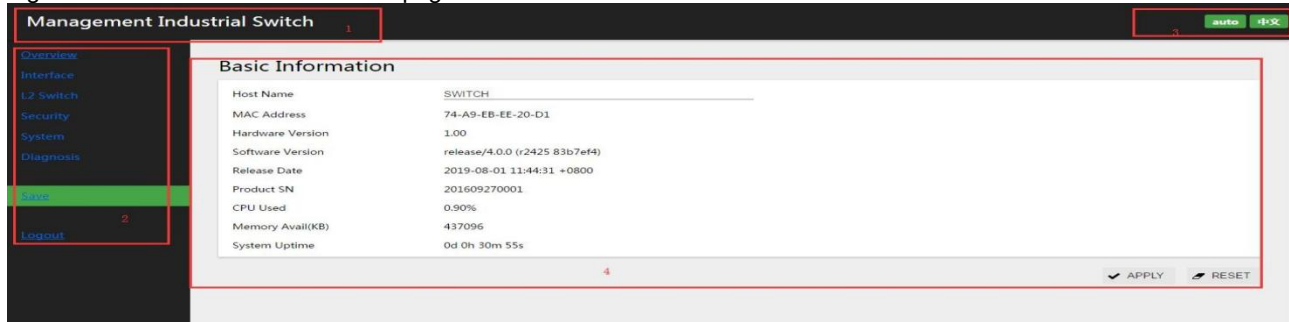 Management Industrial Switch
1
auto 中文
3
Overview
Interface
L2 Switch
Security
System
Diagnosis
Save
2
Logout
Basic Information
Host Name SWITCH
MAC Address 74-A9-EB-EE-20-D1
Hardware Version 1.00
Software Version release/4.0.0 (r2425 83b7ef4)
Release Date 2019-08-01 11:44:31 +0800
Product SN 201609270001
CPU Used 0.90%
Memory Avail(KB) 437096
System Uptime 0d 0h 30m 55s
4
APPLY RESET